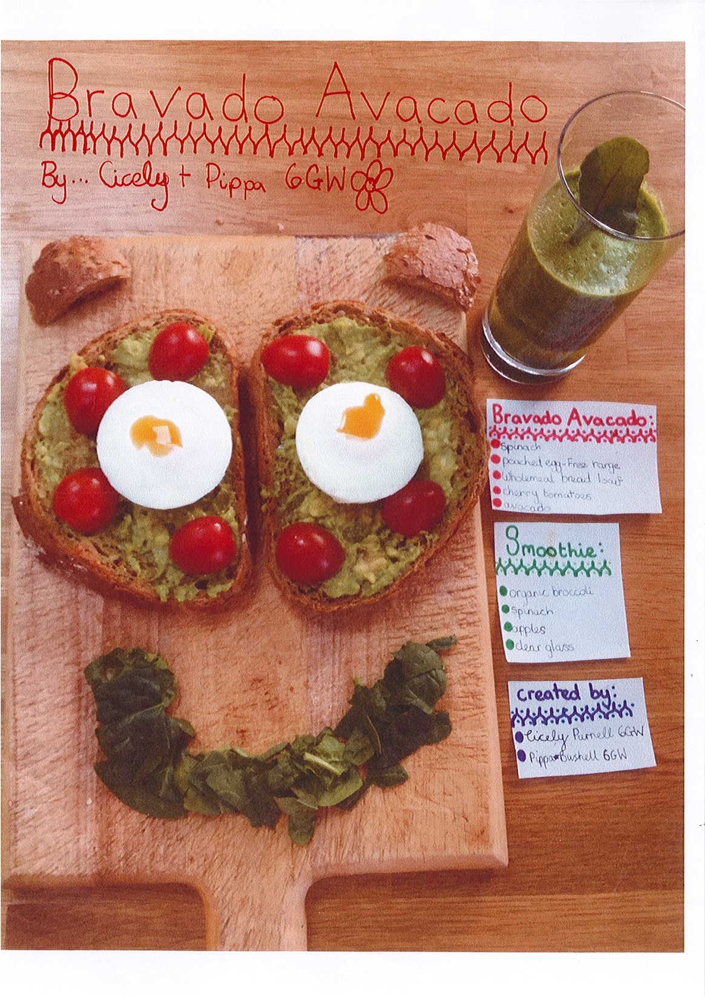 Bravado Avacado
By... Cicely + Pippa 6GW
Bravado Avacado:
Spinach
poached egg-Free range
Wholemeal bread loaf
cherry tomatoes
avacado
Smoothie:
organic broccoli
Spinach
apples
clear glass
created by:
Cicely Purnell 6GW
Pippa★Bushell 6GW